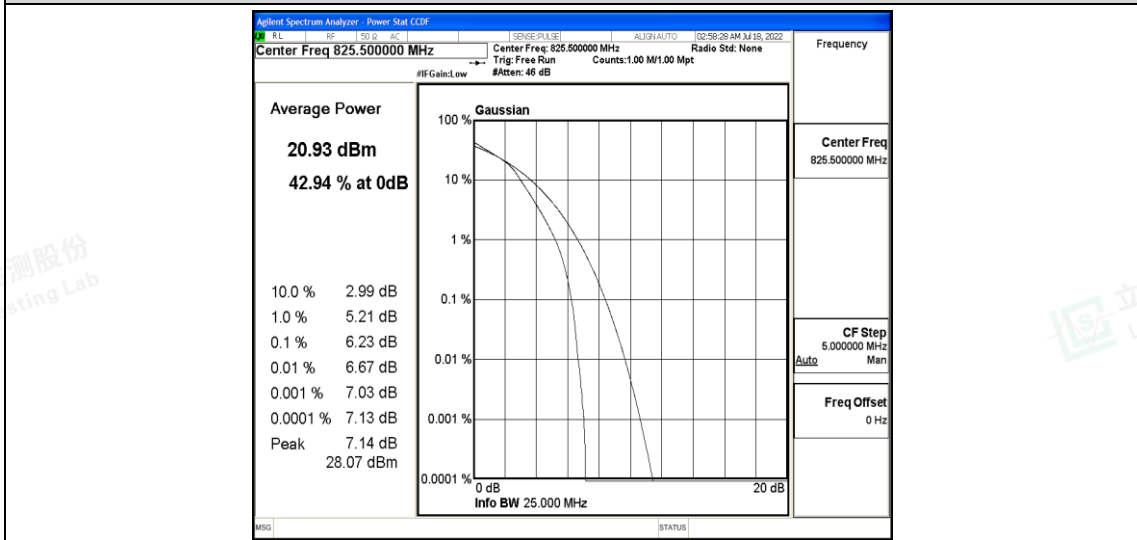 Agilent Spectrum Analyzer - Power Stat CCDF
RL RF 50 Ω AC SENSE:PULSE ALIGN AUTO 02:58:28 AM Jul 18, 2022
Center Freq 825.500000 MHz
Center Freq: 825.500000 MHz Radio Std: None
Trig: Free Run Counts:1.00 M/1.00 Mpt
#IFGain:Low #Atten: 46 dB
Frequency
Average Power
20.93 dBm
42.94 % at 0dB
10.0 % 2.99 dB
1.0 % 5.21 dB
0.1 % 6.23 dB
0.01 % 6.67 dB
0.001 % 7.03 dB
0.0001 % 7.13 dB
Peak 7.14 dB
28.07 dBm
Gaussian
100 %
10 %
1 %
0.1 %
0.01 %
0.001 %
0.0001 %
0 dB 20 dB
Info BW 25.000 MHz
Center Freq
825.500000 MHz
CF Step
5.000000 MHz
Auto Man
Freq Offset
0 Hz
MSG STATUS
测股份
sting Lab
立